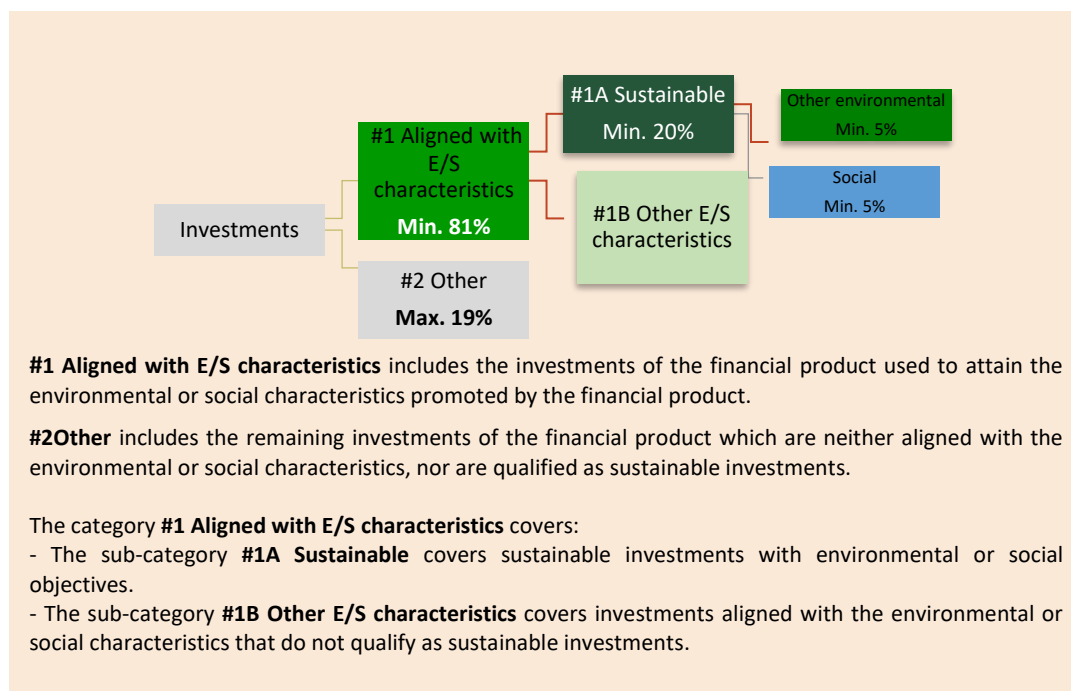 Investments
#1 Aligned with
E/S
characteristics
Min. 81%
#2 Other
Max. 19%
#1A Sustainable
Min. 20%
#1B Other E/S
characteristics
Other environmental
Min. 5%
Social
Min. 5%
#1 Aligned with E/S characteristics includes the investments of the financial product used to attain the
environmental or social characteristics promoted by the financial product.
#2Other includes the remaining investments of the financial product which are neither aligned with the
environmental or social characteristics, nor are qualified as sustainable investments.
The category #1 Aligned with E/S characteristics covers:
- The sub-category #1A Sustainable covers sustainable investments with environmental or social
objectives.
- The sub-category #1B Other E/S characteristics covers investments aligned with the environmental or
social characteristics that do not qualify as sustainable investments.